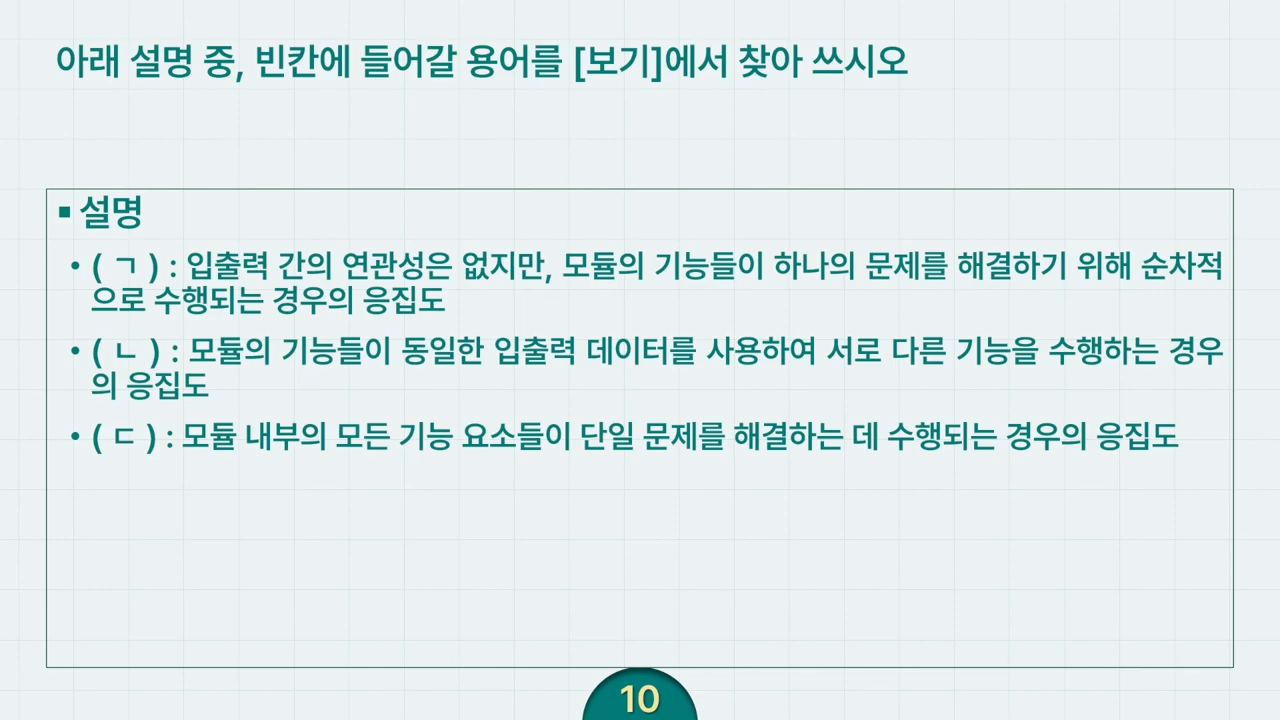 아래 설명 중, 빈칸에 들어갈 용어를 [보기]에서 찾아 쓰시오
▪ 설명
• ( ㄱ ) : 입출력 간의 연관성은 없지만, 모듈의 기능들이 하나의 문제를 해결하기 위해 순차적
으로 수행되는 경우의 응집도
• ( ㄴ ) : 모듈의 기능들이 동일한 입출력 데이터를 사용하여 서로 다른 기능을 수행하는 경우
의 응집도
• ( ㄷ ) : 모듈 내부의 모든 기능 요소들이 단일 문제를 해결하는 데 수행되는 경우의 응집도
10